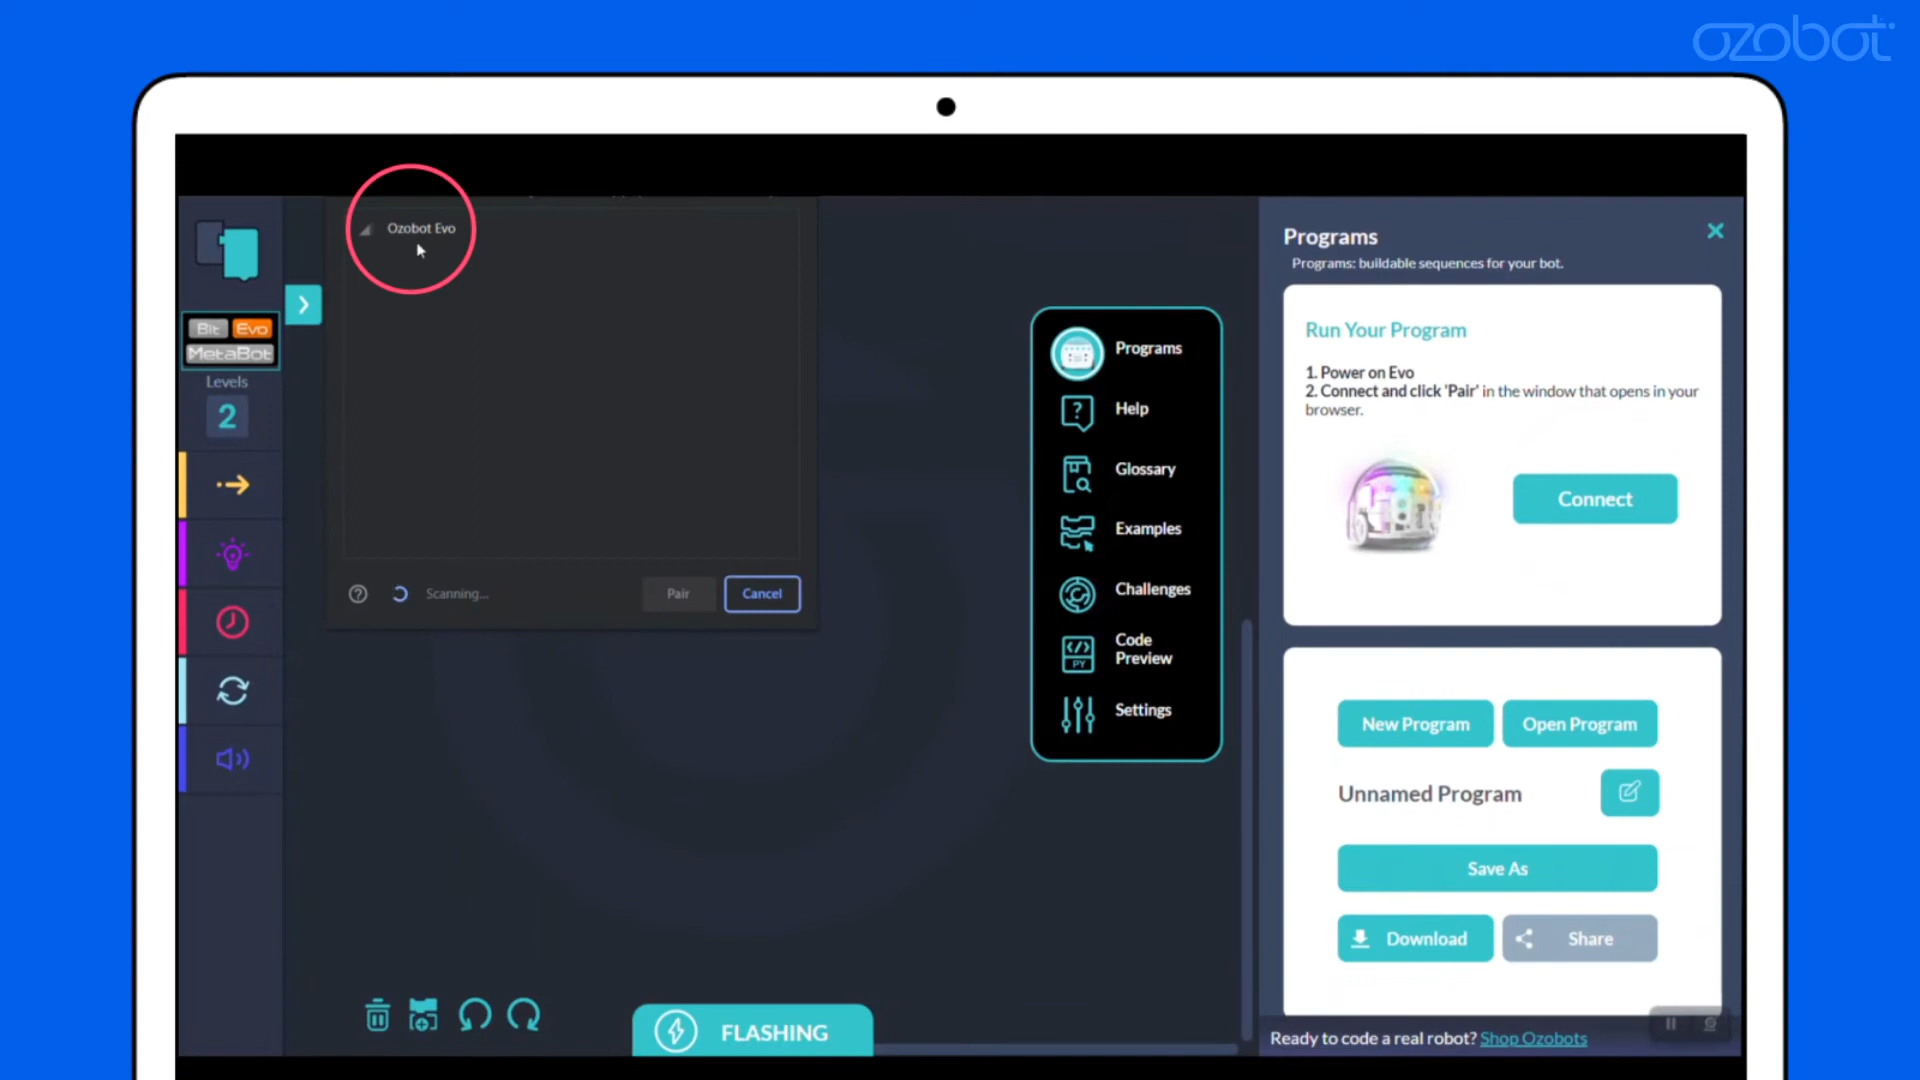 ozobot
Ozobot Evo
Scanning...
Pair
Cancel
Bit
Evo
MetaBot
Levels
2
Programs
Help
Glossary
Examples
Challenges
Code
Preview
PY
Settings
Programs
Programs: buildable sequences for your bot.
Run Your Program
1. Power on Evo
2. Connect and click 'Pair' in the window that opens in your
browser.
Connect
New Program
Open Program
Unnamed Program
Save As
Download
Share
FLASHING
Ready to code a real robot? Shop Ozobots